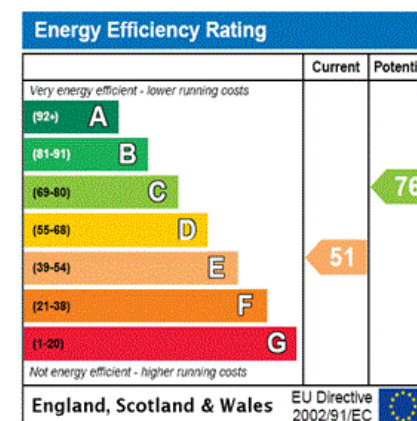 Energy Efficiency Rating
Current Potenti
Very energy efficient - lower running costs
(92+) A
(81-91) B
(69-80) C
76
(55-68) D
(39-54) E
51
(21-38) F
(1-20) G
Not energy efficient - higher running costs
England, Scotland & Wales
EU Directive
2002/91/EC